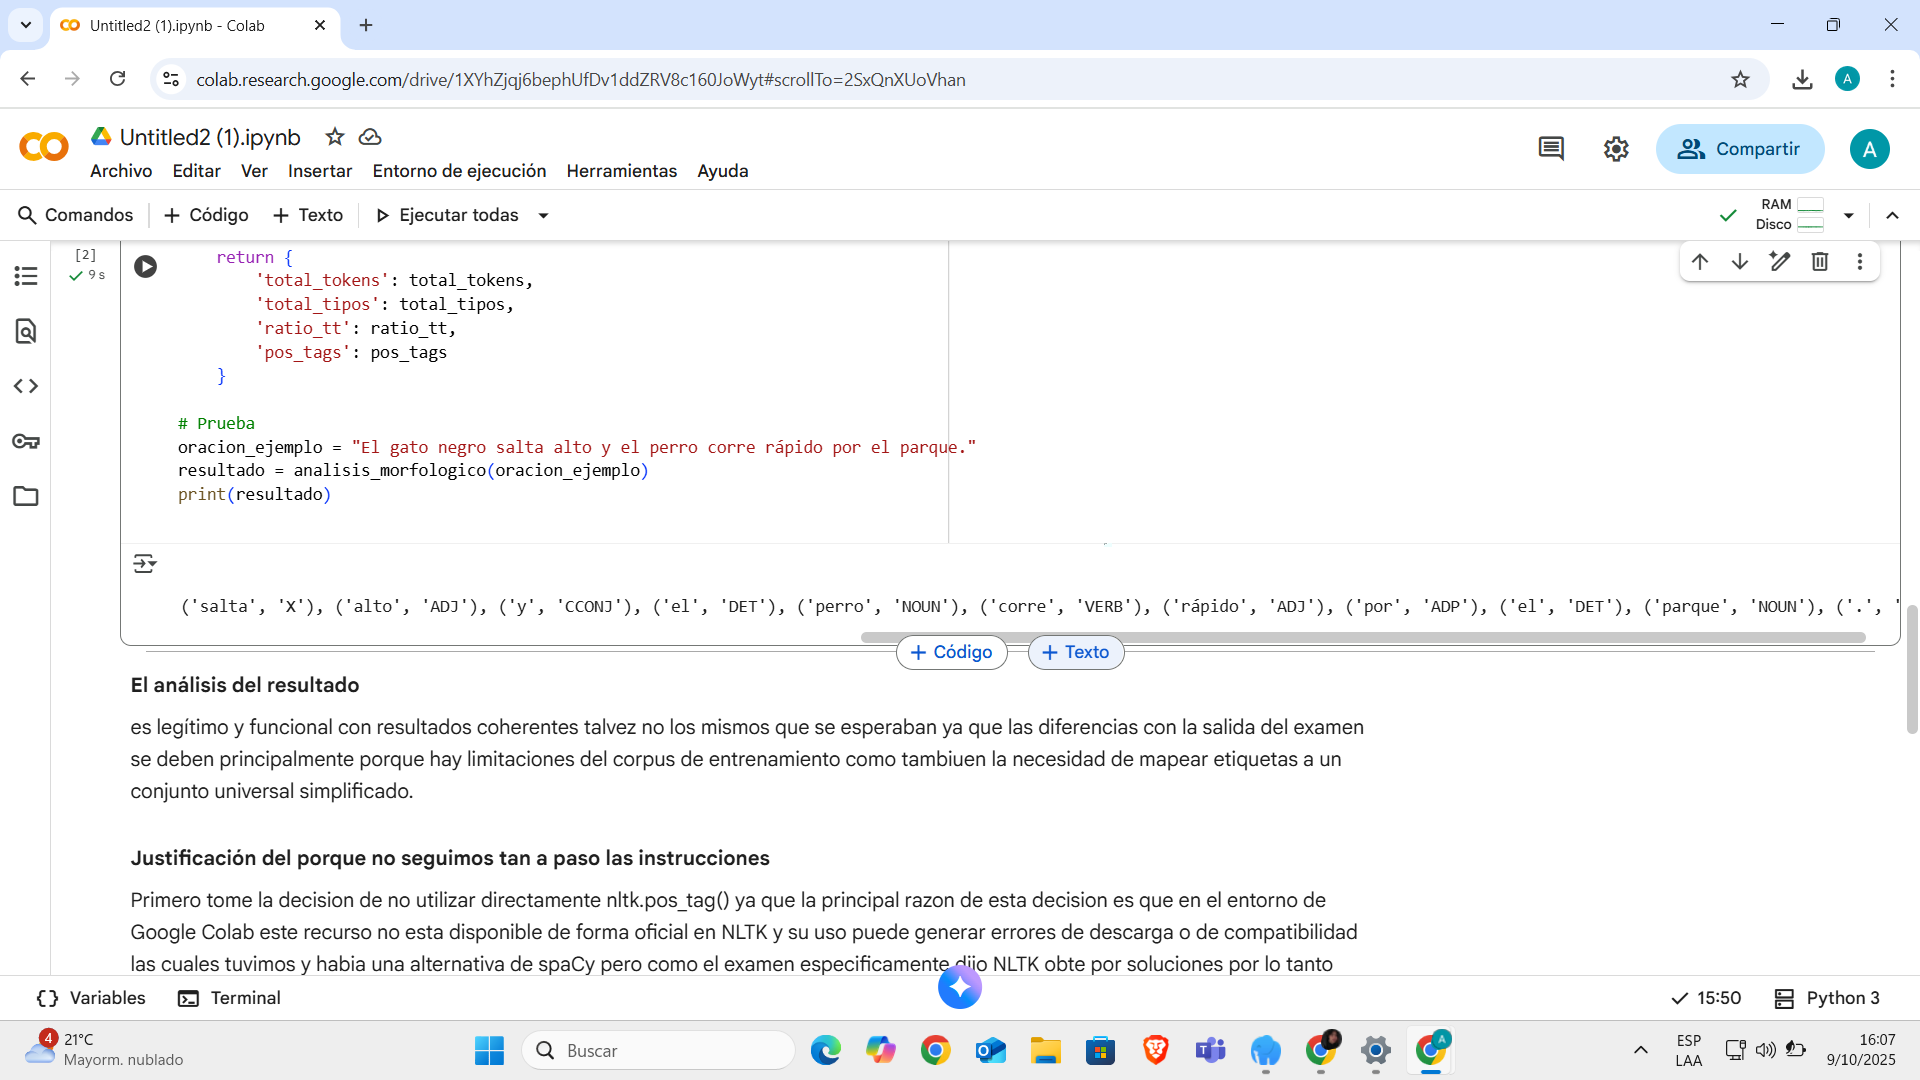 Untitled2 (1).ipynb - Colab
colab.research.google.com/drive/1XYhZjqj6bephUfDv1ddZRV8c160JoWyt#scrollTo=2SxQnXUoVhan
A
Untitled2 (1).ipynb
Archivo Editar Ver Insertar Entorno de ejecución Herramientas Ayuda
Compartir
A
Comandos + Código + Texto Ejecutar todas
RAM
Disco
[2]
9 s
return {
'total_tokens': total_tokens,
'total_tipos': total_tipos,
'ratio_tt': ratio_tt,
'pos_tags': pos_tags
}
# Prueba
oracion_ejemplo = "El gato negro salta alto y el perro corre rápido por el parque."
resultado = analisis_morfologico(oracion_ejemplo)
print(resultado)
('salta', 'X'), ('alto', 'ADJ'), ('y', 'CCONJ'), ('el', 'DET'), ('perro', 'NOUN'), ('corre', 'VERB'), ('rápido', 'ADJ'), ('por', 'ADP'), ('el', 'DET'), ('parque', 'NOUN'), ('.', '
+ Código + Texto
El análisis del resultado
es legítimo y funcional con resultados coherentes talvez no los mismos que se esperaban ya que las diferencias con la salida del examen
se deben principalmente porque hay limitaciones del corpus de entrenamiento como tambiuen la necesidad de mapear etiquetas a un
conjunto universal simplificado.
Justificación del porque no seguimos tan a paso las instrucciones
Primero tome la decision de no utilizar directamente nltk.pos_tag() ya que la principal razon de esta decision es que en el entorno de
Google Colab este recurso no esta disponible de forma oficial en NLTK y su uso puede generar errores de descarga o de compatibilidad
las cuales tuvimos y habia una alternativa de spaCy pero como el examen especificamente dijo NLTK obte por soluciones por lo tanto
Variables Terminal
15:50 Python 3
4
21°C
Mayorm. nublado
Buscar
A
ESP
LAA
16:07
9/10/2025